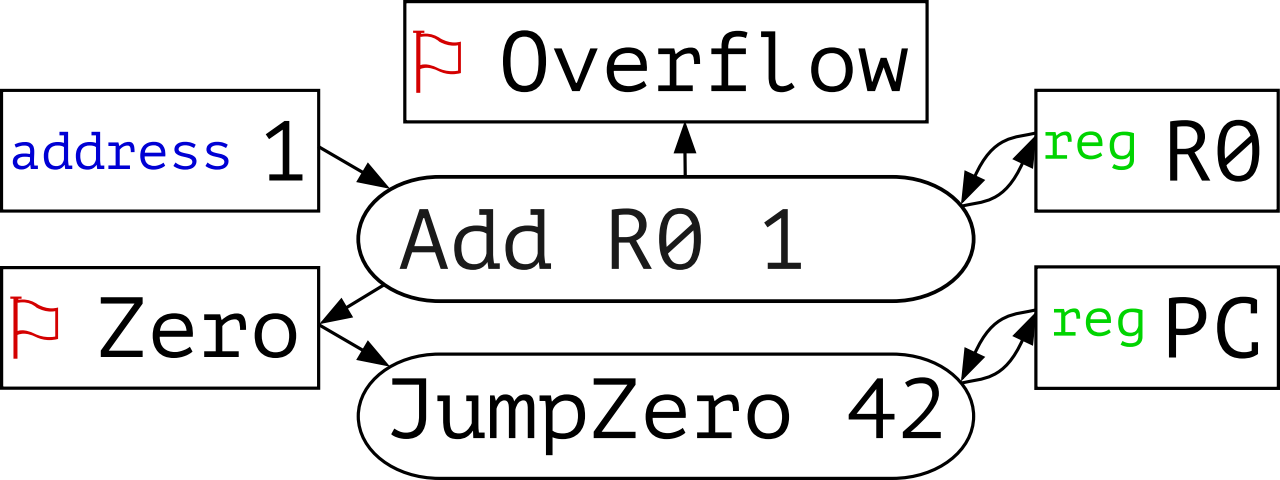 Overflow
address 1
reg R0
Add R0 1
Zero
reg PC
JumpZero 42